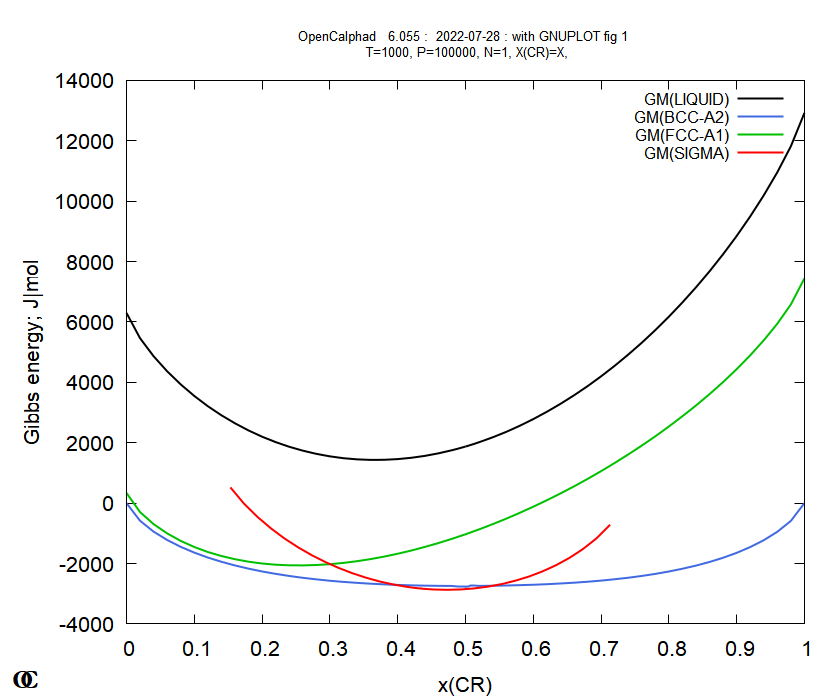 OpenCalphad 6.055 : 2022-07-28 : with GNUPLOT fig 1
T=1000, P=100000, N=1, X(CR)=X,
14000
12000
10000
8000
6000
4000
2000
0
-2000
-4000
Gibbs energy; J|mol
GM(LIQUID)
GM(BCC-A2)
GM(FCC-A1)
GM(SIGMA)
0 0.1 0.2 0.3 0.4 0.5 0.6 0.7 0.8 0.9 1
x(CR)
OC